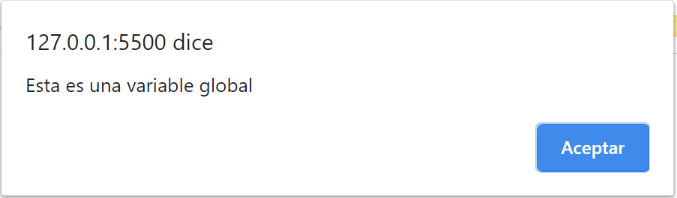 127.0.0.1:5500 dice
Esta es una variable global
Aceptar